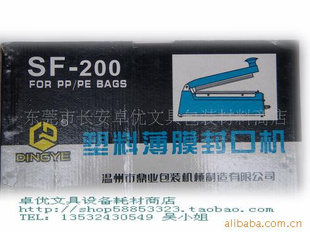 SF-200
FOR PP/PE BAGS
东莞市长安卓优文具包装材料商店
DINGYE
塑料薄膜封口机
温州市鼎业包装机械制造有限公司
卓优文具设备耗材商店
http://shop58853323.taobao.com
TEL: 13532430549 吴小姐
alibaba.com.cn